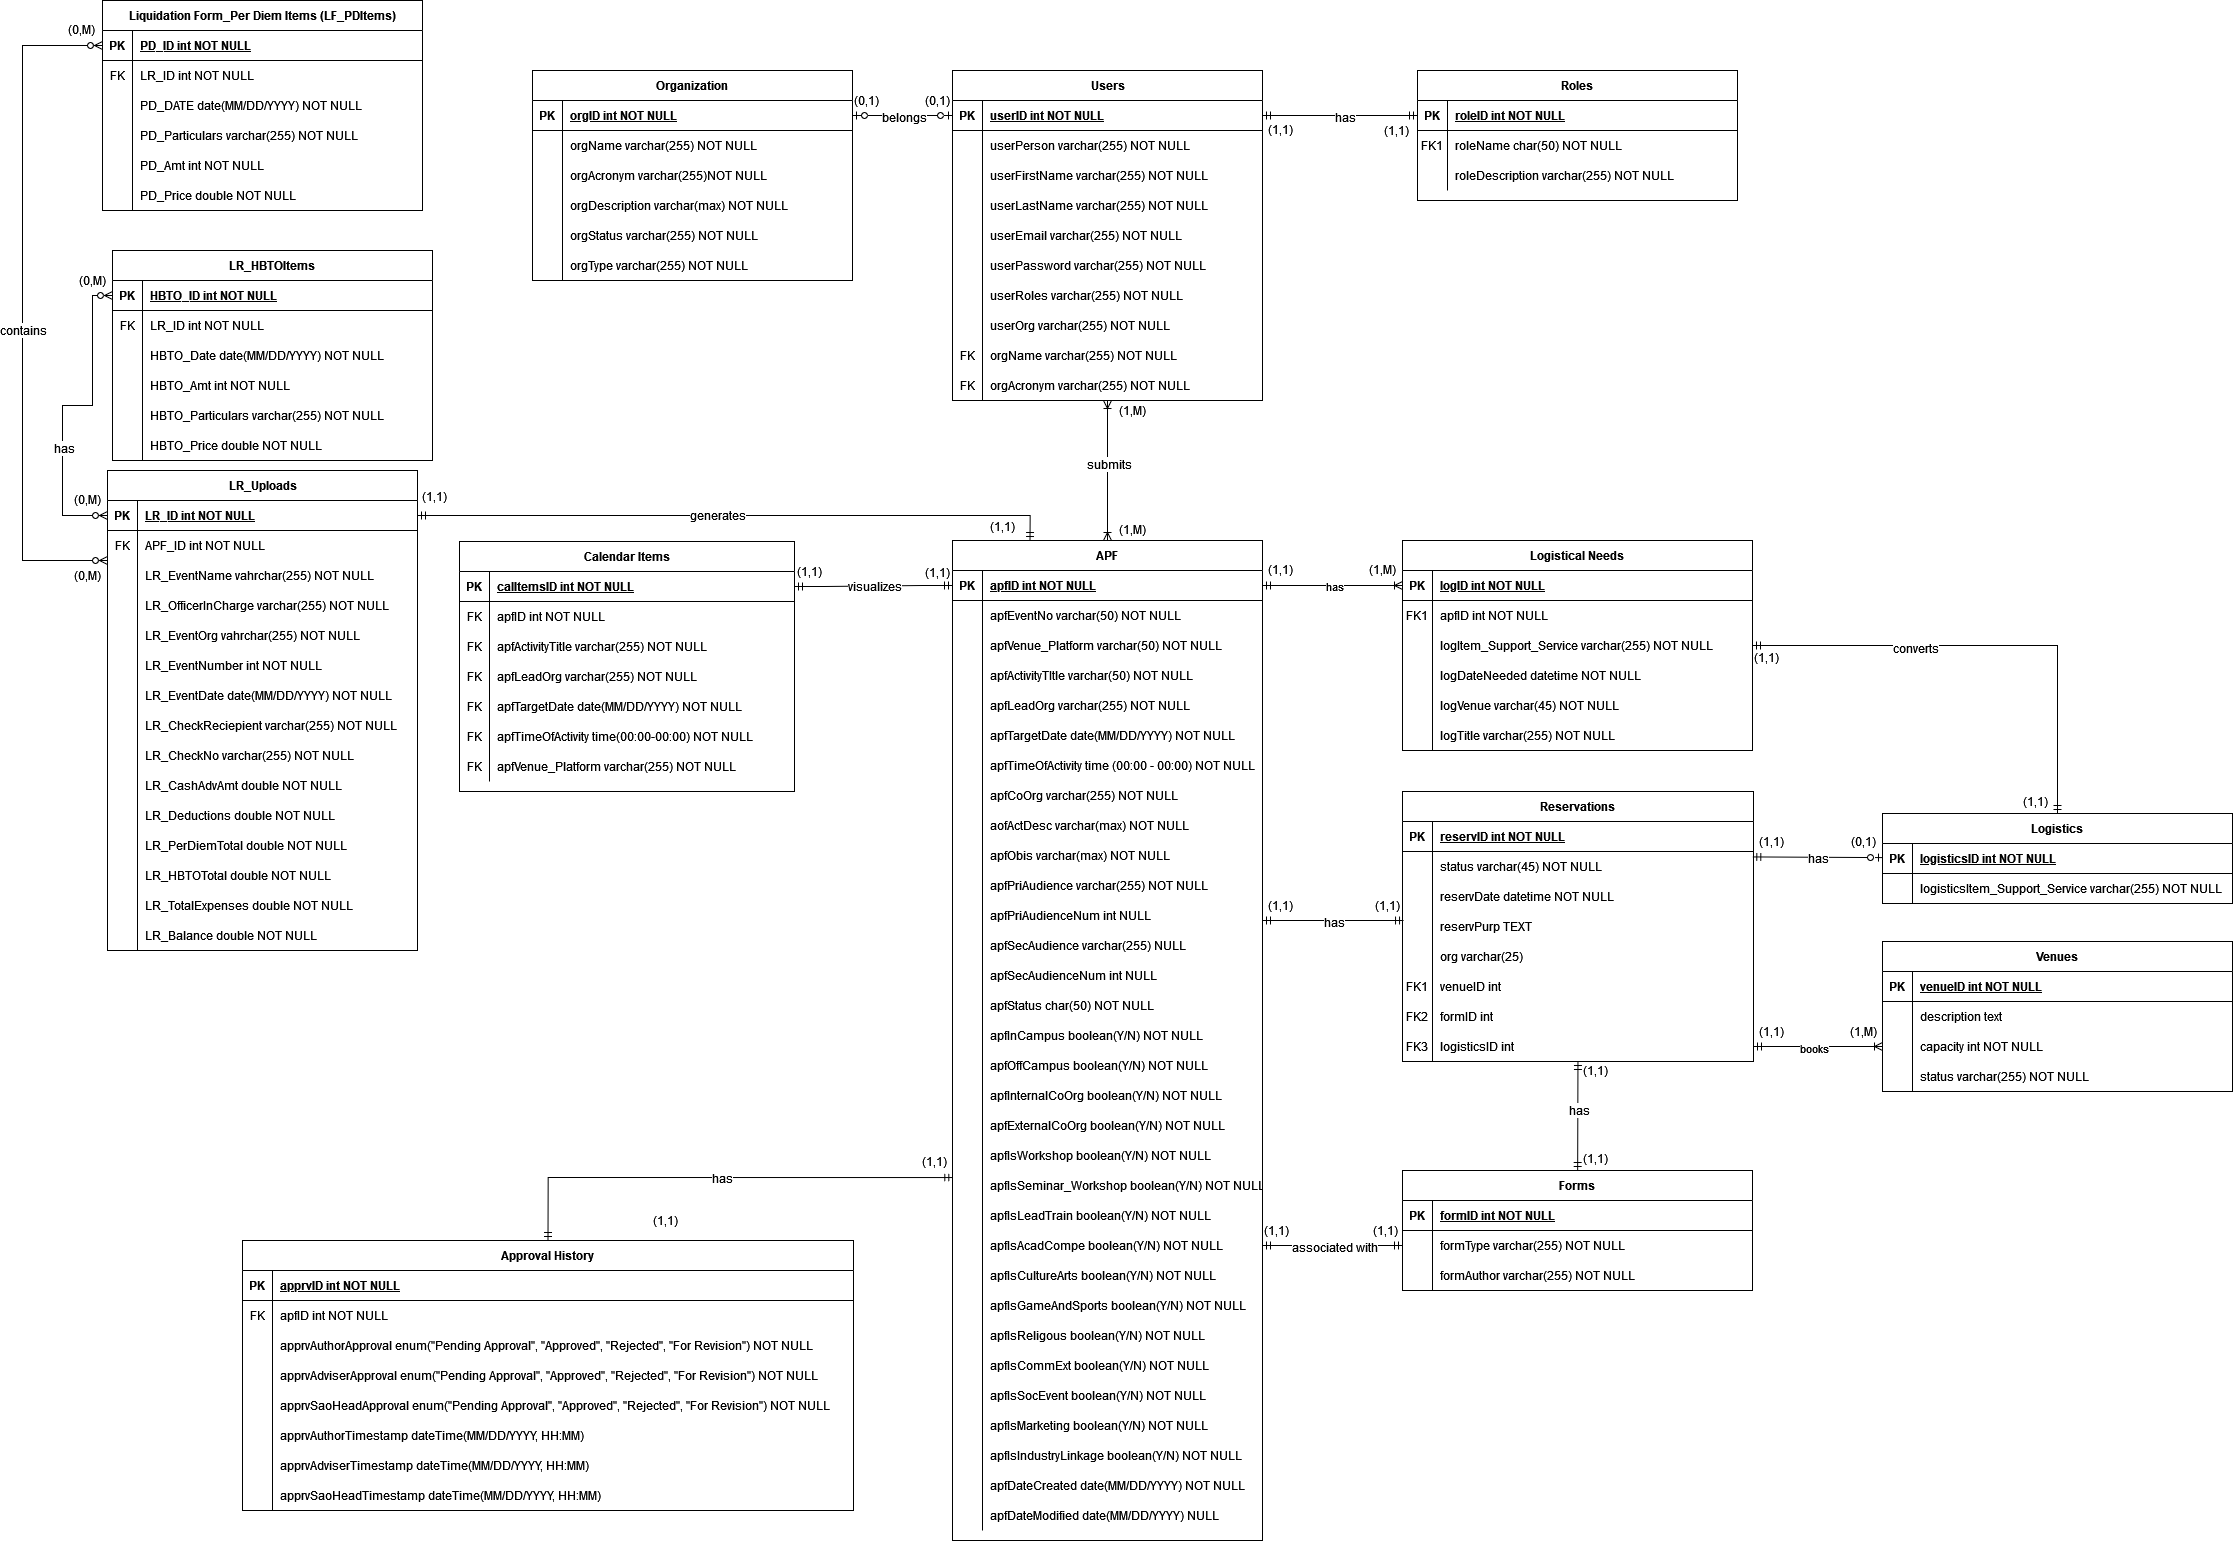 Liquidation Form_Per Diem Items (LF_PDItems)
(0,M)
PK PD_ID int NOT NULL
FK LR_ID int NOT NULL
PD_DATE date(MM/DD/YYYY) NOT NULL
PD_Particulars varchar(255) NOT NULL
PD_Amt int NOT NULL
PD_Price double NOT NULL
contains
LR_HBTOItems
(0,M)
PK HBTO_ID int NOT NULL
FK LR_ID int NOT NULL
HBTO_Date date(MM/DD/YYYY) NOT NULL
HBTO_Amt int NOT NULL
HBTO_Particulars varchar(255) NOT NULL
HBTO_Price double NOT NULL
has
LR_Uploads
(0,M)
(1,1)
PK LR_ID int NOT NULL
FK APF_ID int NOT NULL
(0,M)
LR_EventName vahrchar(255) NOT NULL
LR_OfficerInCharge varchar(255) NOT NULL
LR_EventOrg vahrchar(255) NOT NULL
LR_EventNumber int NOT NULL
LR_EventDate date(MM/DD/YYYY) NOT NULL
LR_CheckReciepient varchar(255) NOT NULL
LR_CheckNo varchar(255) NOT NULL
LR_CashAdvAmt double NOT NULL
LR_Deductions double NOT NULL
LR_PerDiemTotal double NOT NULL
LR_HBTOTotal double NOT NULL
LR_TotalExpenses double NOT NULL
LR_Balance double NOT NULL
generates
(1,1)
Organization
PK orgID int NOT NULL
orgName varchar(255) NOT NULL
orgAcronym varchar(255)NOT NULL
orgDescription varchar(max) NOT NULL
orgStatus varchar(255) NOT NULL
orgType varchar(255) NOT NULL
(0,1)
belongs
(0,1)
Users
PK userID int NOT NULL
userPerson varchar(255) NOT NULL
userFirstName varchar(255) NOT NULL
userLastName varchar(255) NOT NULL
userEmail varchar(255) NOT NULL
userPassword varchar(255) NOT NULL
userRoles varchar(255) NOT NULL
userOrg varchar(255) NOT NULL
FK orgName varchar(255) NOT NULL
FK orgAcronym varchar(255) NOT NULL
(1,1)
has
(1,1)
Roles
PK roleID int NOT NULL
FK1 roleName char(50) NOT NULL
roleDescription varchar(255) NOT NULL
(1,M)
submits
(1,M)
Calendar Items
PK calItemsID int NOT NULL
FK apfID int NOT NULL
FK apfActivityTitle varchar(255) NOT NULL
FK apfLeadOrg varchar(255) NOT NULL
FK apfTargetDate date(MM/DD/YYYY) NOT NULL
FK apfTimeOfActivity time(00:00-00:00) NOT NULL
FK apfVenue_Platform varchar(255) NOT NULL
(1,1)
visualizes
(1,1)
APF
PK apfID int NOT NULL
apfEventNo varchar(50) NOT NULL
apfVenue_Platform varchar(50) NOT NULL
apfActivityTItle varchar(50) NOT NULL
apfLeadOrg varchar(255) NOT NULL
apfTargetDate date(MM/DD/YYYY) NOT NULL
apfTimeOfActivity time (00:00 - 00:00) NOT NULL
apfCoOrg varchar(255) NOT NULL
aofActDesc varchar(max) NOT NULL
apfObis varchar(max) NOT NULL
apfPriAudience varchar(255) NOT NULL
apfPriAudienceNum int NULL
apfSecAudience varchar(255) NULL
apfSecAudienceNum int NULL
apfStatus char(50) NOT NULL
apfInCampus boolean(Y/N) NOT NULL
apfOffCampus boolean(Y/N) NOT NULL
apfInternalCoOrg boolean(Y/N) NOT NULL
apfExternalCoOrg boolean(Y/N) NOT NULL
apfIsWorkshop boolean(Y/N) NOT NULL
apfIsSeminar_Workshop boolean(Y/N) NOT NULL
apfIsLeadTrain boolean(Y/N) NOT NULL
apfIsAcadCompe boolean(Y/N) NOT NULL
apfIsCultureArts boolean(Y/N) NOT NULL
apfIsGameAndSports boolean(Y/N) NOT NULL
apfIsReligous boolean(Y/N) NOT NULL
apfIsCommExt boolean(Y/N) NOT NULL
apfIsSocEvent boolean(Y/N) NOT NULL
apfIsMarketing boolean(Y/N) NOT NULL
apfIsIndustryLinkage boolean(Y/N) NOT NULL
apfDateCreated date(MM/DD/YYYY) NOT NULL
apfDateModified date(MM/DD/YYYY) NULL
(1,1)
has
(1,M)
Logistical Needs
PK logID int NOT NULL
FK1 apfID int NOT NULL
logItem_Support_Service varchar(255) NOT NULL
logDateNeeded datetime NOT NULL
logVenue varchar(45) NOT NULL
logTitle varchar(255) NOT NULL
(1,1)
converts
(1,1)
Reservations
PK reservID int NOT NULL
status varchar(45) NOT NULL
reservDate datetime NOT NULL
reservPurp TEXT
org varchar(25)
FK1 venueID int
FK2 formID int
FK3 logisticsID int
(1,1)
has
(1,1)
(1,1)
has
(0,1)
Logistics
PK logisticsID int NOT NULL
logisticsItem_Support_Service varchar(255) NOT NULL
(1,1)
books
(1,M)
Venues
PK venueID int NOT NULL
description text
capacity int NOT NULL
status varchar(255) NOT NULL
(1,1)
has
(1,1)
Forms
PK formID int NOT NULL
formType varchar(255) NOT NULL
formAuthor varchar(255) NOT NULL
(1,1)
associated with
(1,1)
(1,1)
has
(1,1)
Approval History
PK apprvID int NOT NULL
FK apfID int NOT NULL
apprvAuthorApproval enum("Pending Approval", "Approved", "Rejected", "For Revision") NOT NULL
apprvAdviserApproval enum("Pending Approval", "Approved", "Rejected", "For Revision") NOT NULL
apprvSaoHeadApproval enum("Pending Approval", "Approved", "Rejected", "For Revision") NOT NULL
apprvAuthorTimestamp dateTime(MM/DD/YYYY, HH:MM)
apprvAdviserTimestamp dateTime(MM/DD/YYYY, HH:MM)
apprvSaoHeadTimestamp dateTime(MM/DD/YYYY, HH:MM)